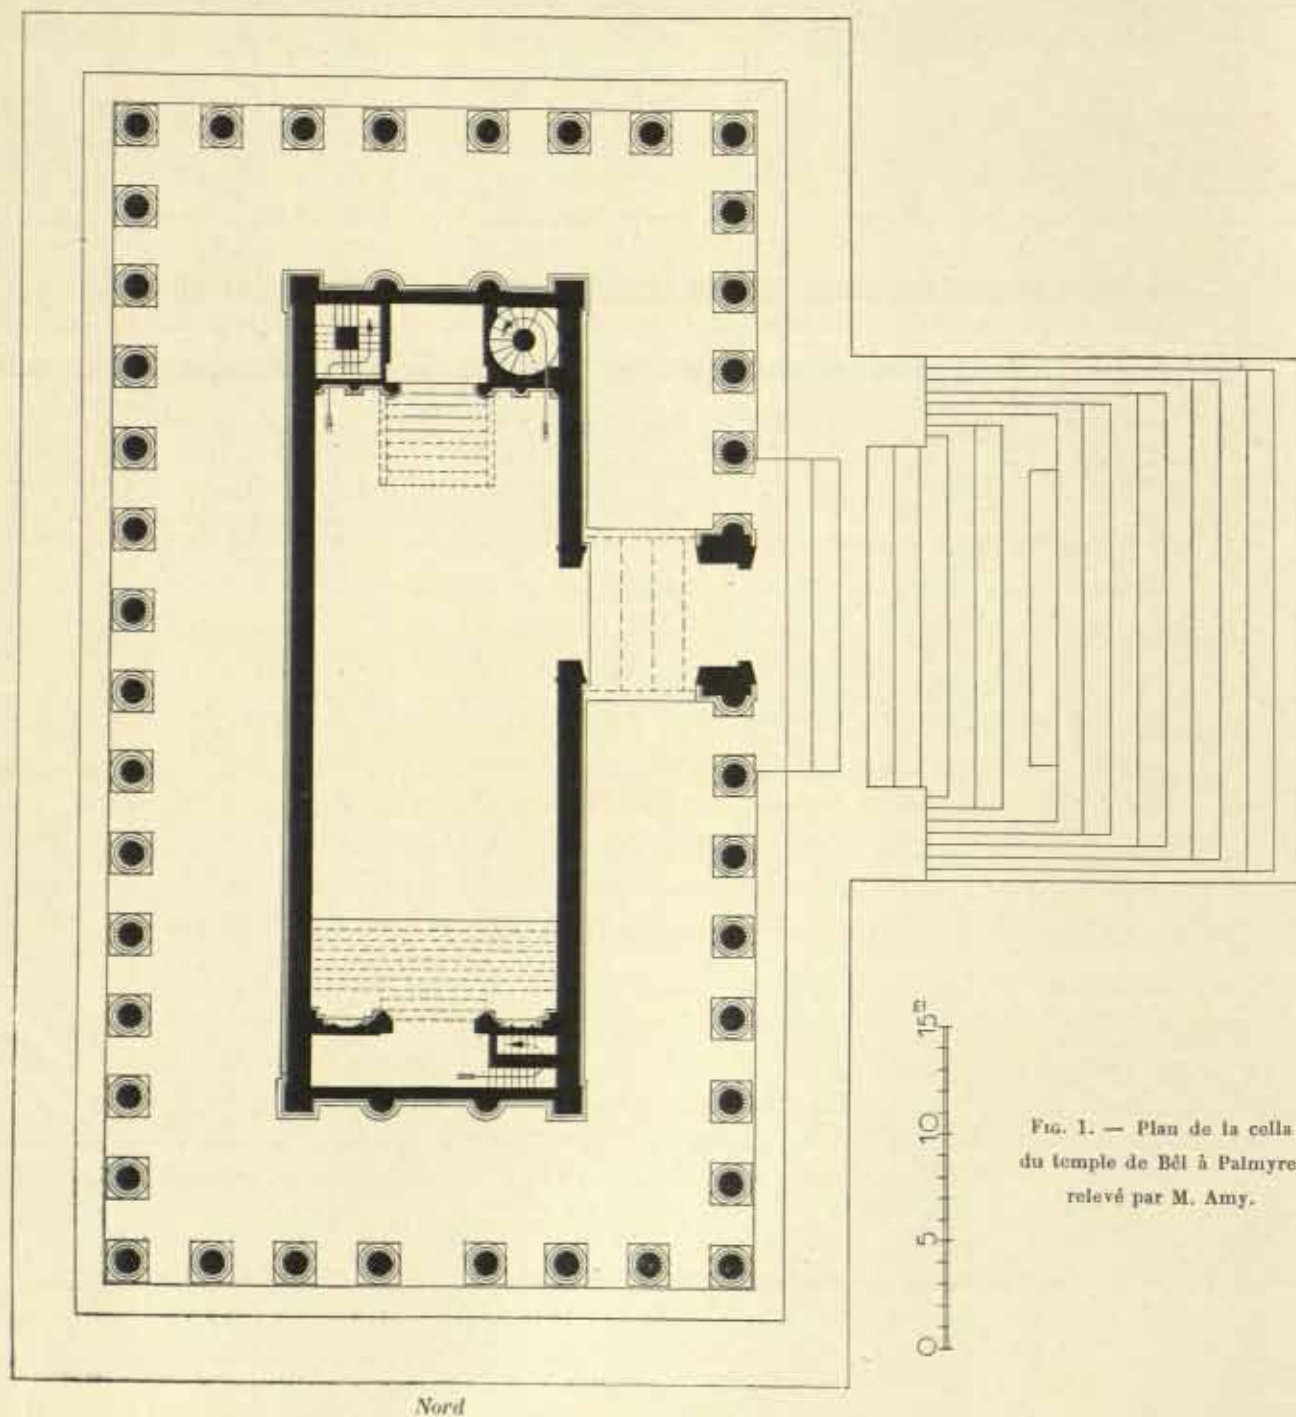 15m
10
5
0
Fig. 1. — Plan de la cella
du temple de Bêl à Palmyre
relevé par M. Amy.
Nord